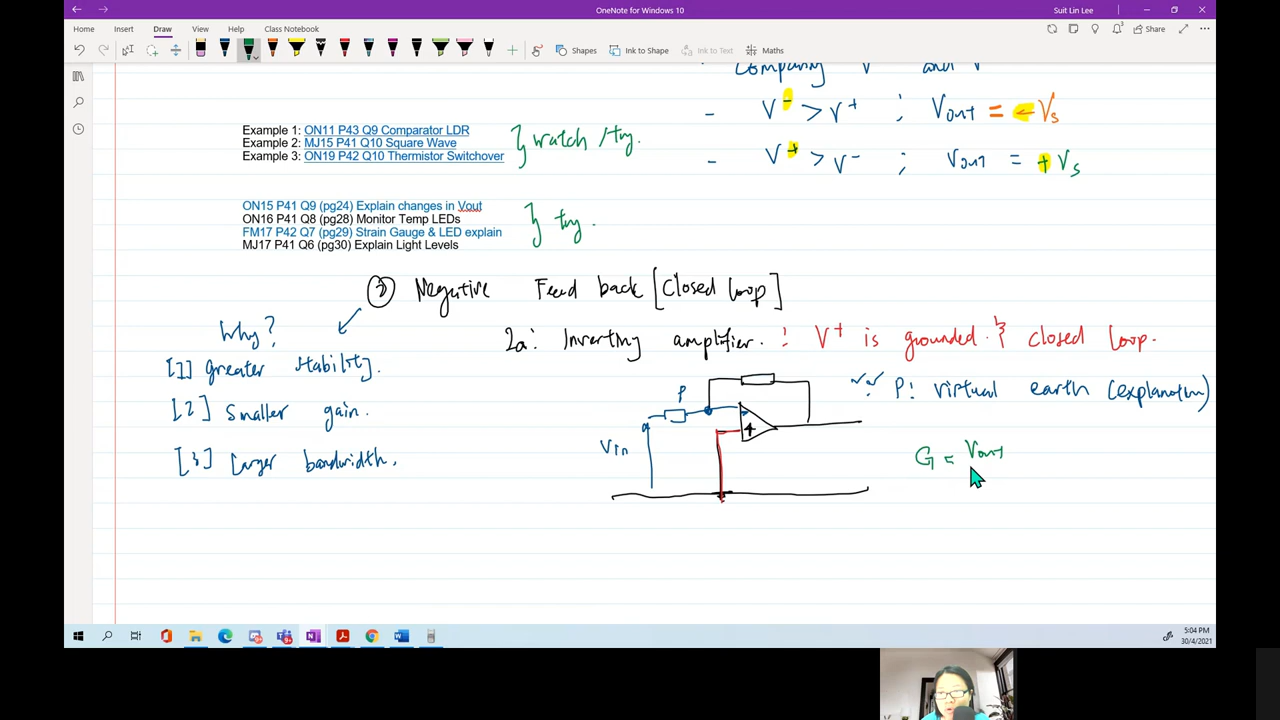 OneNote for Windows 10
Suit Lin Lee
Home Insert Draw View Help Class Notebook
Share
Shapes Ink to Shape Ink to Text Maths
- Comparing V and V
- V- > V+ ; Vout = -Vs
- V+ > V- ; Vout = +Vs
Example 1: ON11 P43 Q9 Comparator LDR
Example 2: MJ15 P41 Q10 Square Wave
Example 3: ON19 P42 Q10 Thermistor Switchover
} watch / try.
ON15 P41 Q9 (pg24) Explain changes in Vout
ON16 P41 Q8 (pg28) Monitor Temp LEDs
FM17 P42 Q7 (pg29) Strain Gauge & LED explain
MJ17 P41 Q6 (pg30) Explain Light Levels
} try.
② Negative Feed back [Closed loop]
Why?
[1] greater stability.
[2] smaller gain.
[3] larger bandwidth.
2a: Inverting amplifier. : V+ is grounded. & closed loop.
✓✓ P: virtual earth (explanation)
P
-
+
Vin
G = Vout
5:04 PM
30/4/2021